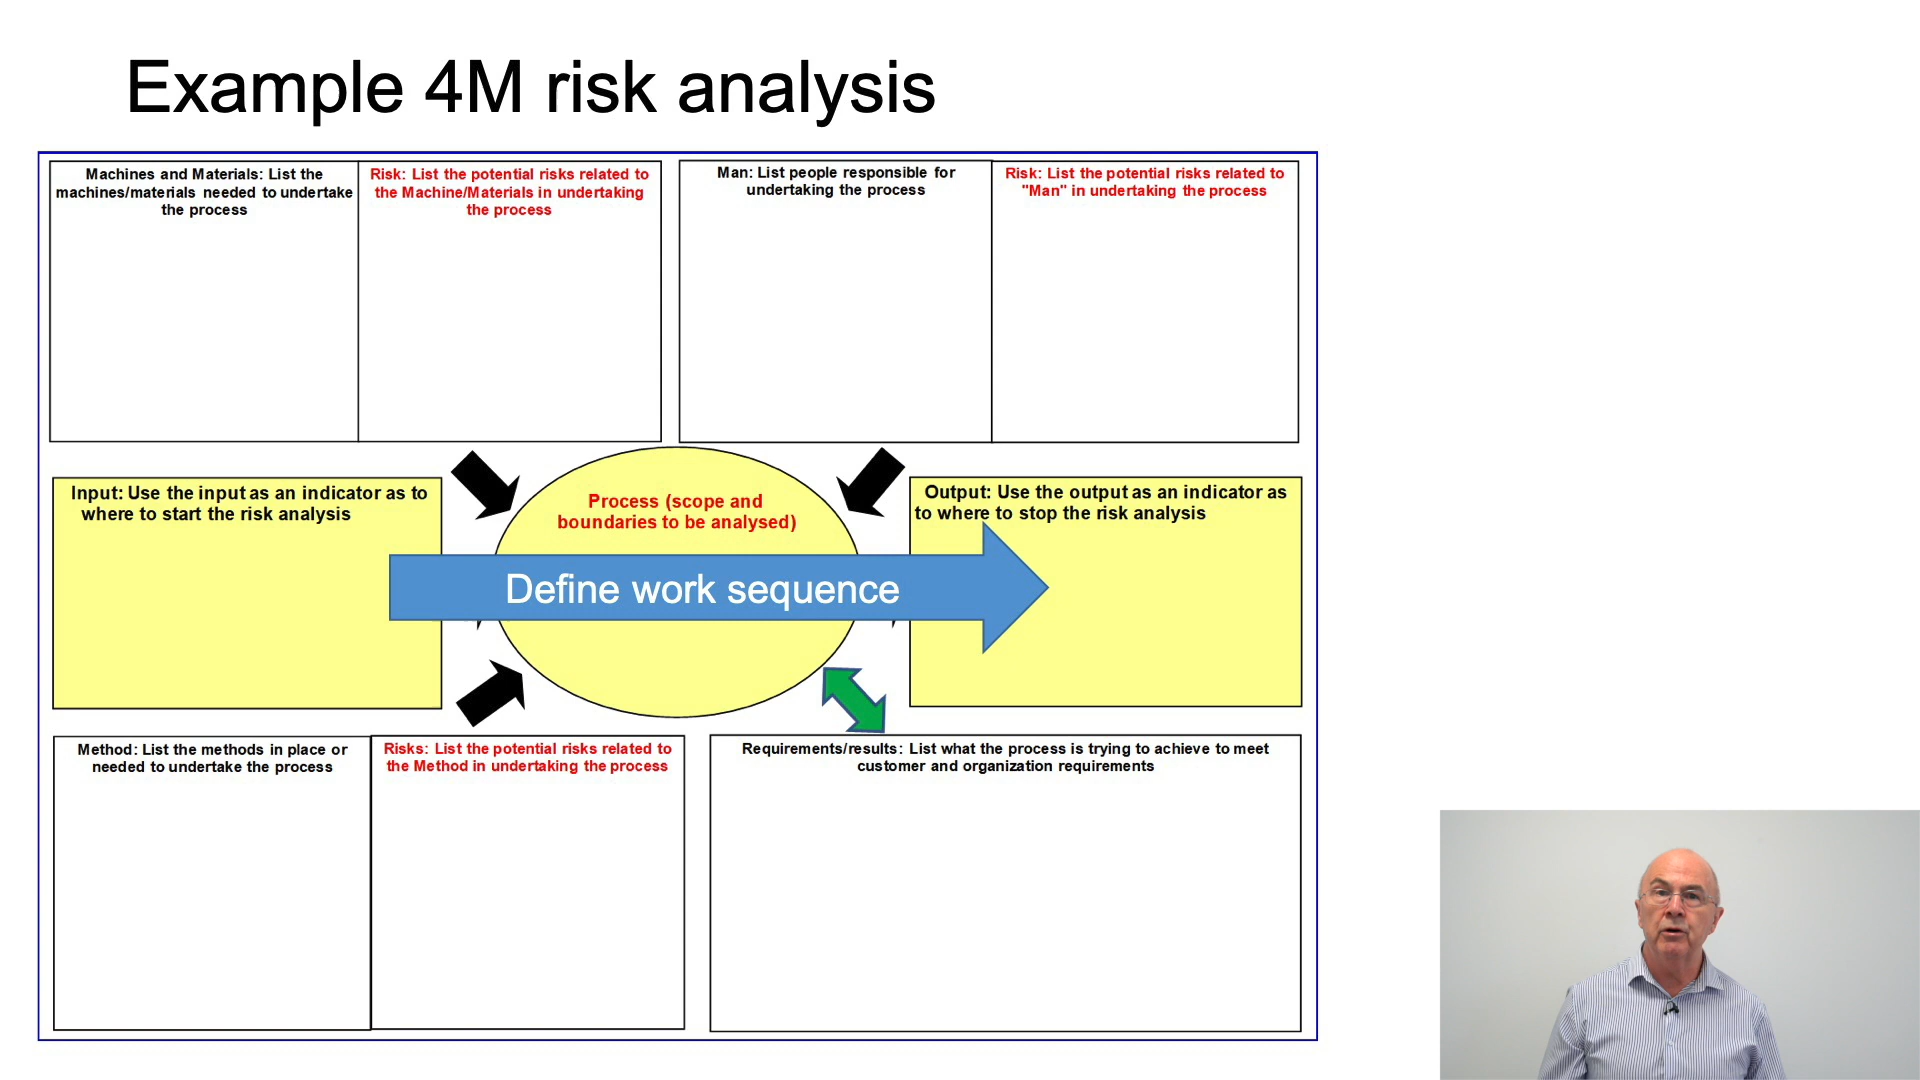 Example 4M risk analysis
Machines and Materials: List the
machines/materials needed to undertake
the process
Risk: List the potential risks related to
the Machine/Materials in undertaking
the process
Man: List people responsible for
undertaking the process
Risk: List the potential risks related to
"Man" in undertaking the process
Input: Use the input as an indicator as to
where to start the risk analysis
Process (scope and
boundaries to be analysed)
Output: Use the output as an indicator as
to where to stop the risk analysis
Define work sequence
Method: List the methods in place or
needed to undertake the process
Risks: List the potential risks related to
the Method in undertaking the process
Requirements/results: List what the process is trying to achieve to meet
customer and organization requirements